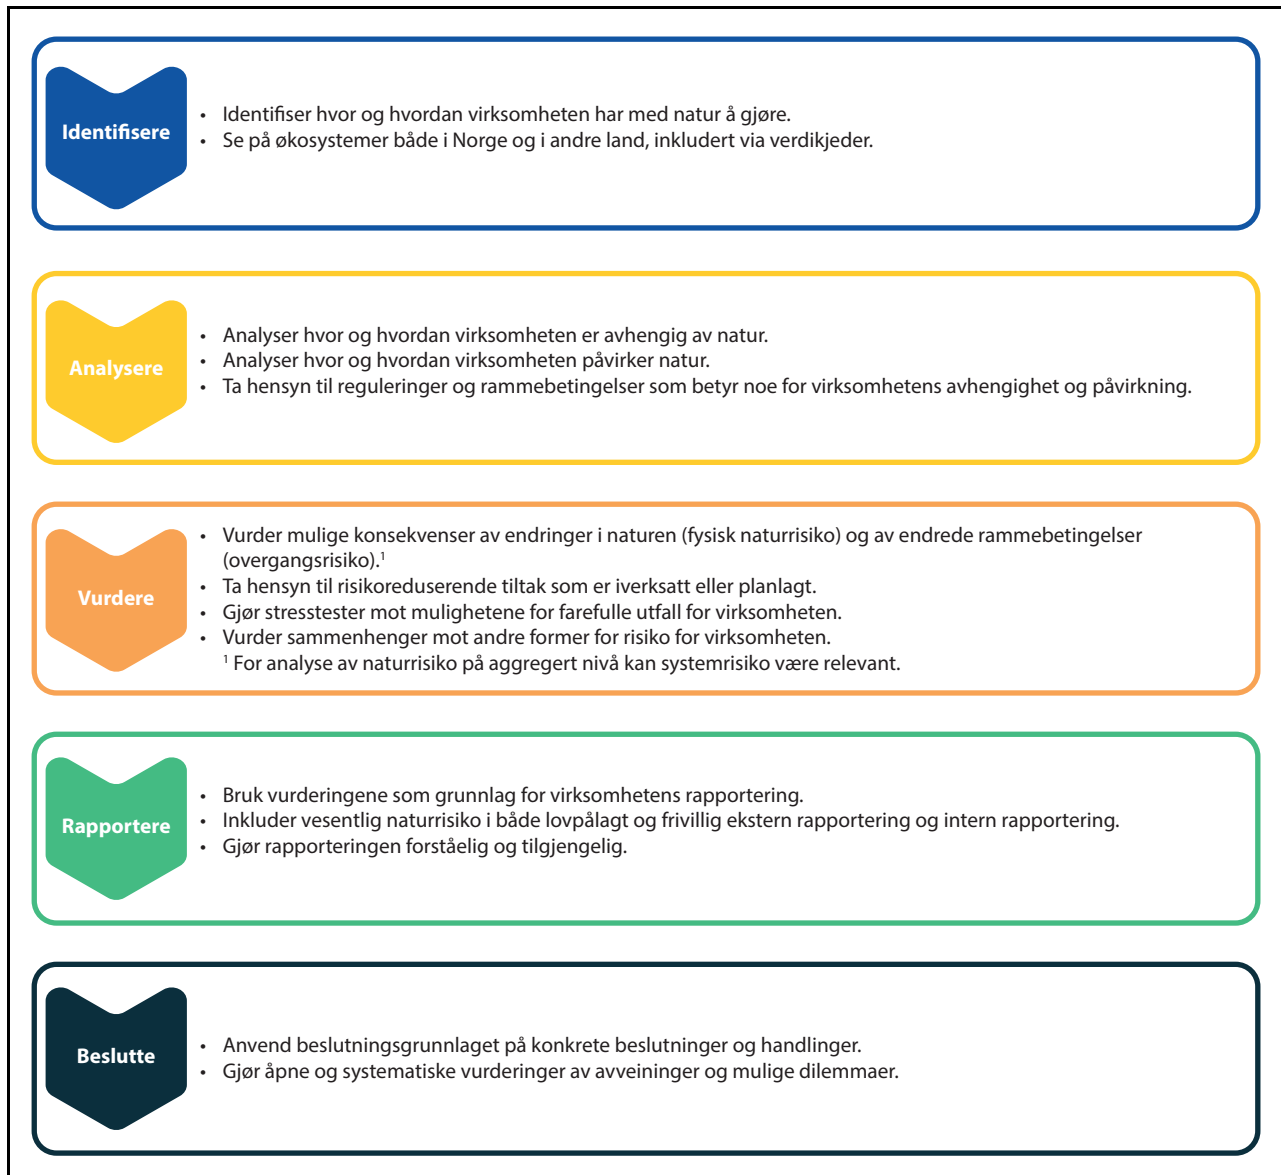 Identifisere
• Identifiser hvor og hvordan virksomheten har med natur å gjøre.
• Se på økosystemer både i Norge og i andre land, inkludert via verdikjeder.
Analysere
• Analyser hvor og hvordan virksomheten er avhengig av natur.
• Analyser hvor og hvordan virksomheten påvirker natur.
• Ta hensyn til reguleringer og rammebetingelser som betyr noe for virksomhetens avhengighet og påvirkning.
Vurdere
• Vurder mulige konsekvenser av endringer i naturen (fysisk naturrisiko) og av endrede rammebetingelser
(overgangsrisiko).¹
• Ta hensyn til risikoreduserende tiltak som er iverksatt eller planlagt.
• Gjør stresstester mot mulighetene for farefulle utfall for virksomheten.
• Vurder sammenhenger mot andre former for risiko for virksomheten.
¹ For analyse av naturrisiko på aggregert nivå kan systemrisiko være relevant.
Rapportere
• Bruk vurderingene som grunnlag for virksomhetens rapportering.
• Inkluder vesentlig naturrisiko i både lovpålagt og frivillig ekstern rapportering og intern rapportering.
• Gjør rapporteringen forståelig og tilgjengelig.
Beslutte
• Anvend beslutningsgrunnlaget på konkrete beslutninger og handlinger.
• Gjør åpne og systematiske vurderinger av avveininger og mulige dilemmaer.